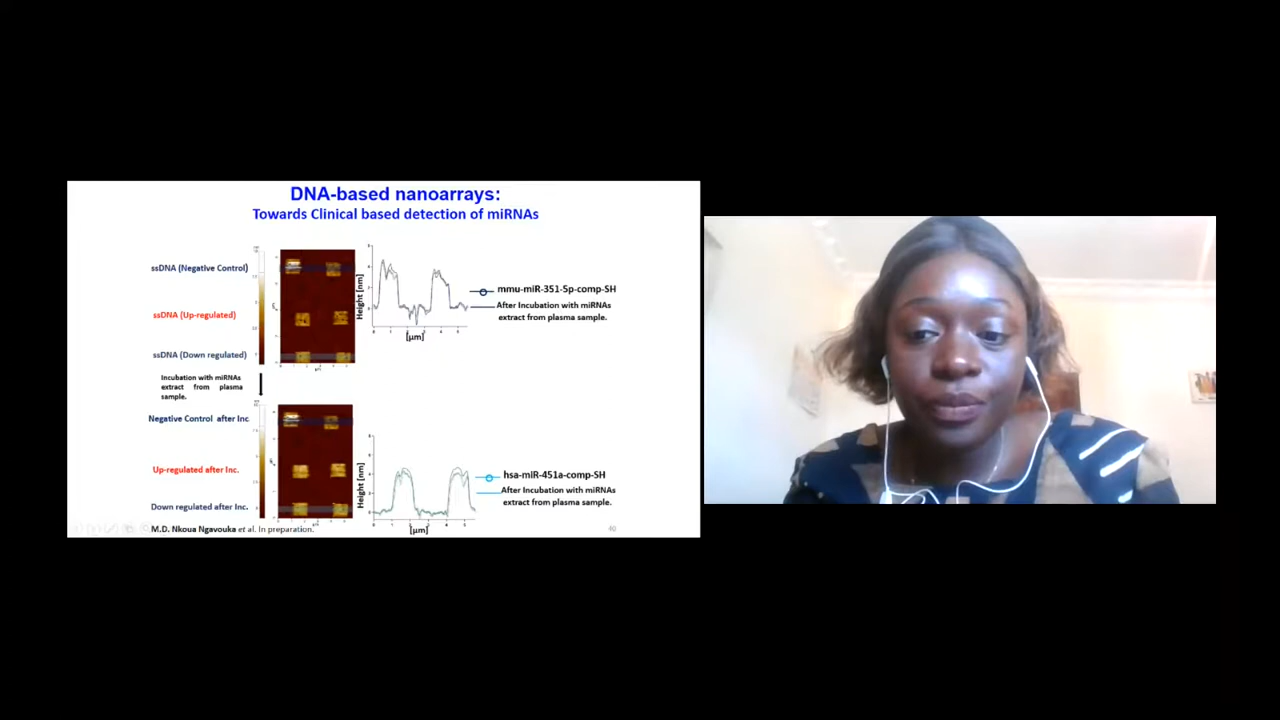 DNA-based nanoarrays:
Towards Clinical based detection of miRNAs
ssDNA (Negative Control)
ssDNA (Up-regulated)
ssDNA (Down regulated)
Height [nm]
[µm]
mmu-miR-351-5p-comp-SH
After Incubation with miRNAs
extract from plasma sample.
Incubation with miRNAs
extract from plasma
sample.
Negative Control after Inc
Up-regulated after Inc.
Down regulated after Inc.
Height [nm]
[µm]
hsa-miR-451a-comp-SH
After Incubation with miRNAs
extract from plasma sample.
M.D. Nkoua Ngavouka et al. In preparation.
40